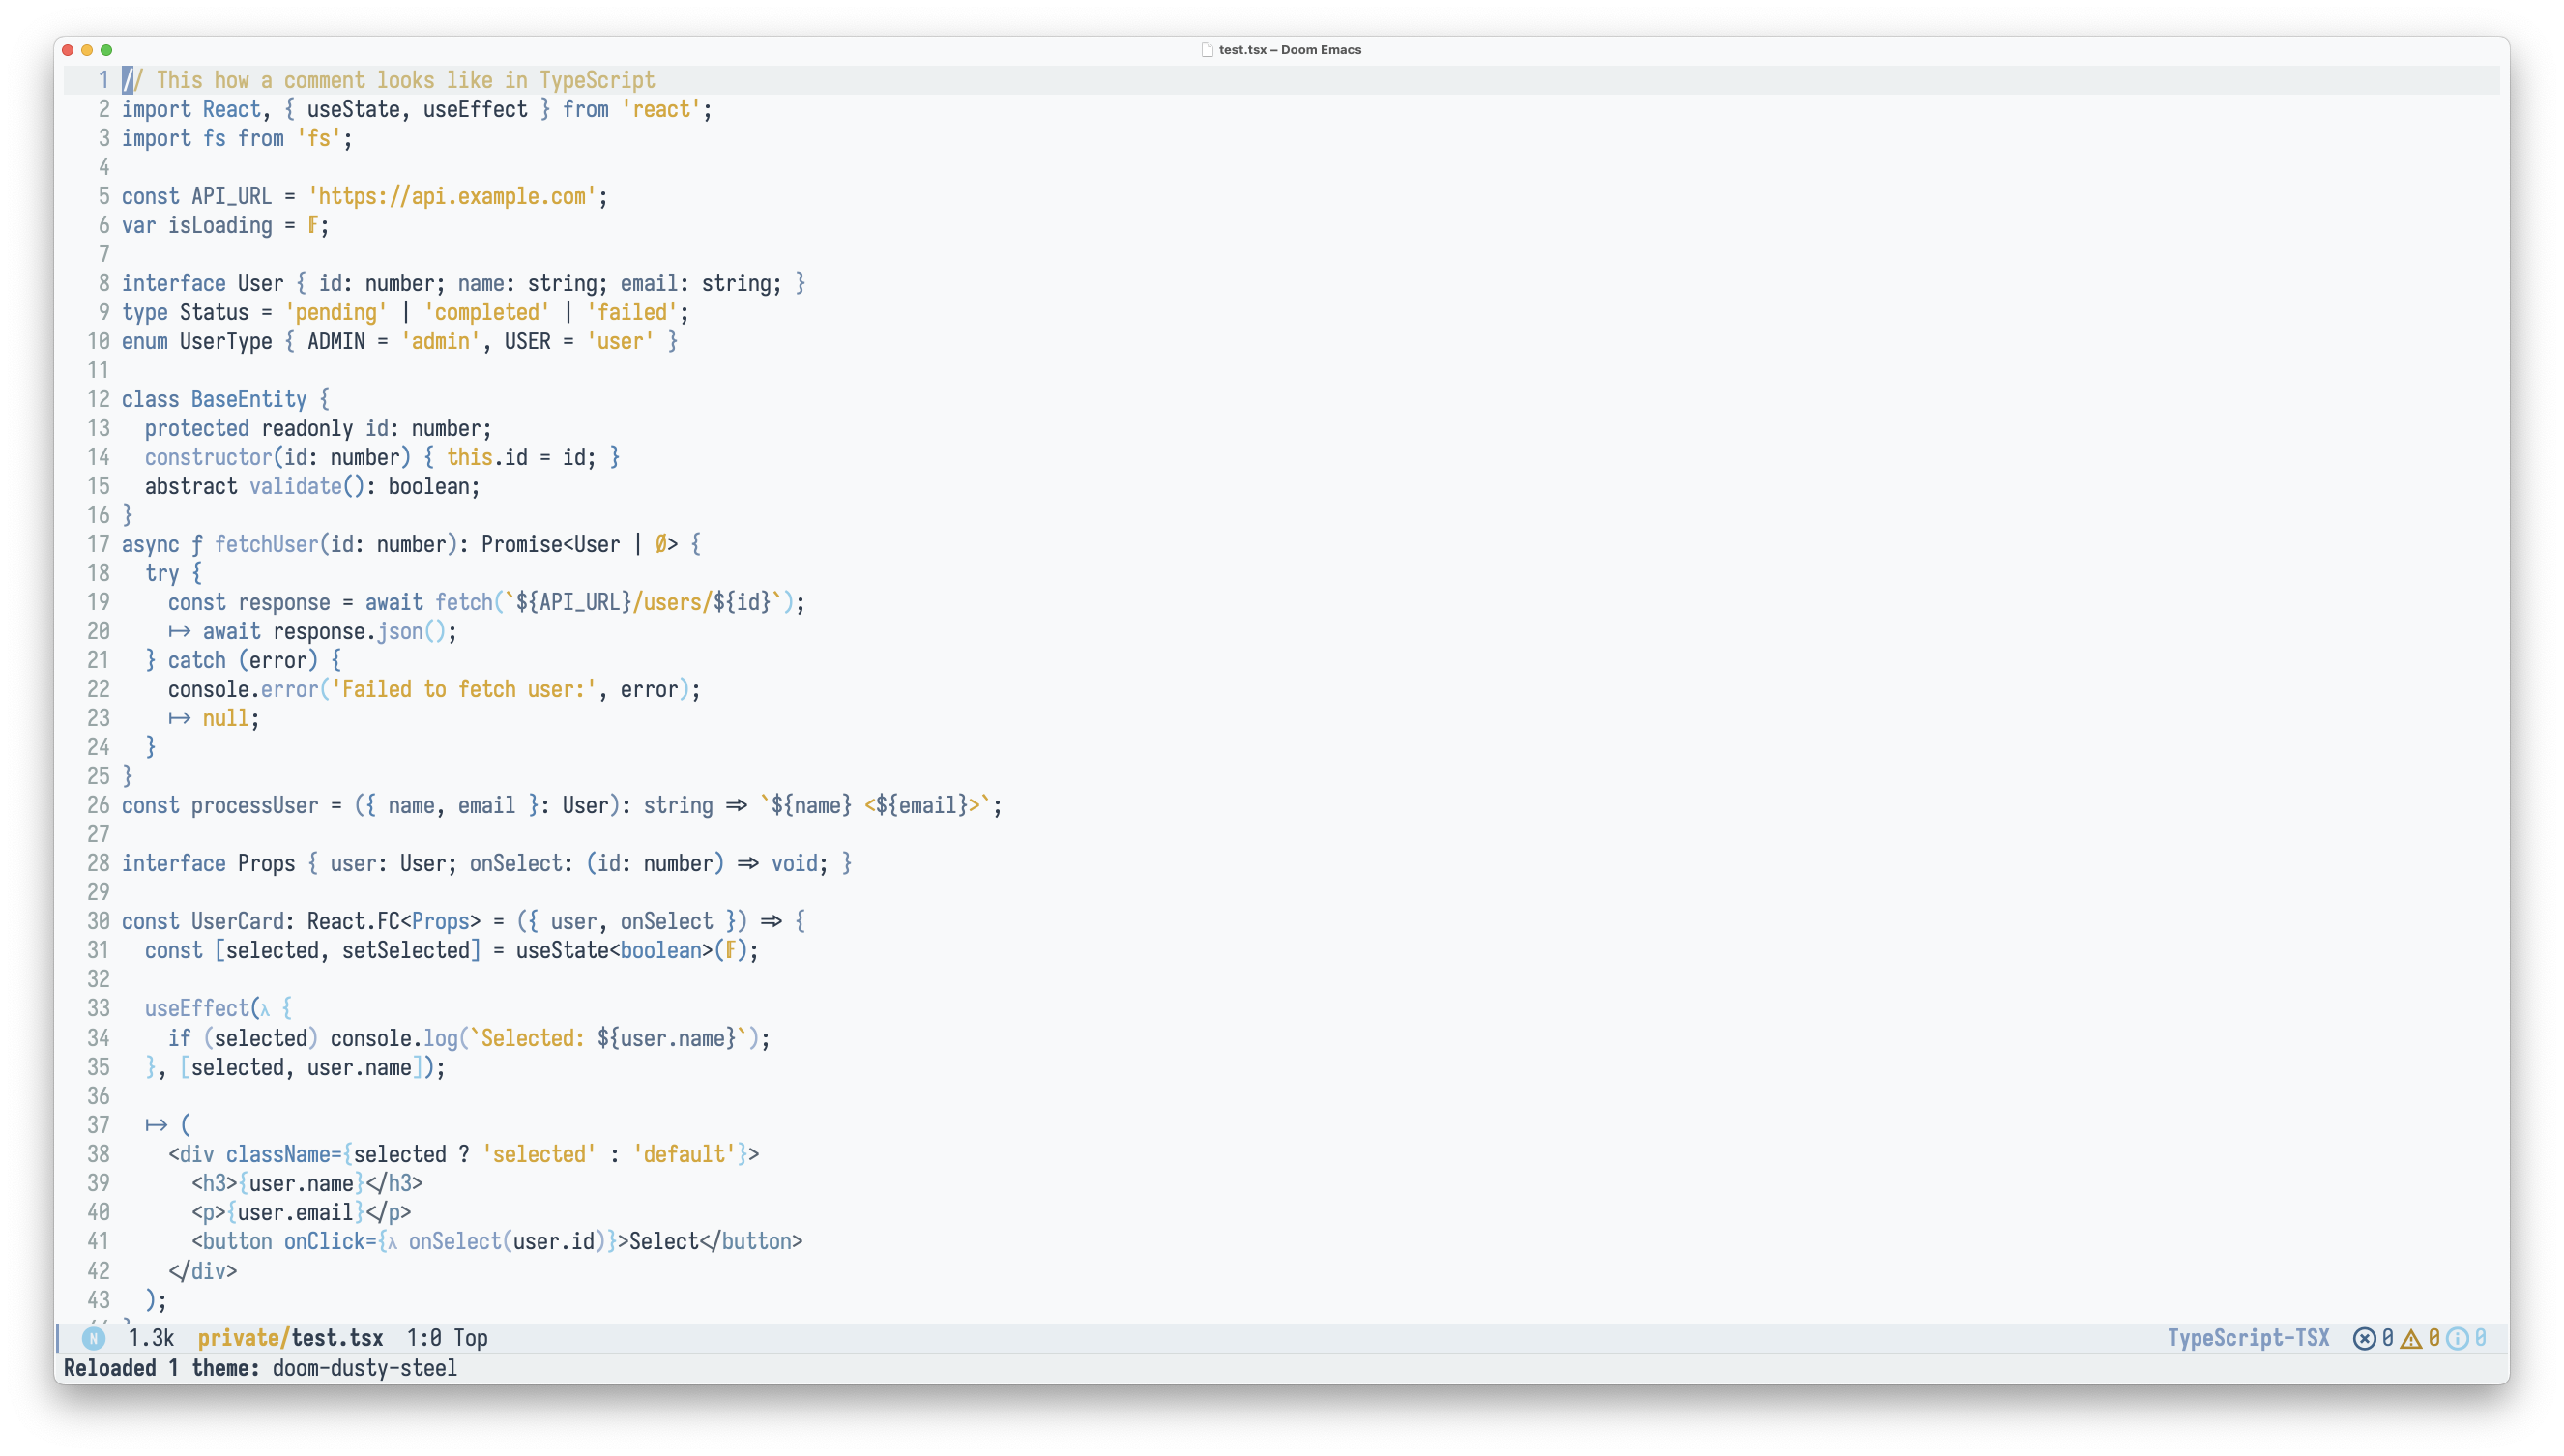 test.tsx – Doom Emacs
1 // This how a comment looks like in TypeScript
2 import React, { useState, useEffect } from 'react';
3 import fs from 'fs';
4
5 const API_URL = 'https://api.example.com';
6 var isLoading = 𝔽;
7
8 interface User { id: number; name: string; email: string; }
9 type Status = 'pending' | 'completed' | 'failed';
10 enum UserType { ADMIN = 'admin', USER = 'user' }
11
12 class BaseEntity {
13   protected readonly id: number;
14   constructor(id: number) { this.id = id; }
15   abstract validate(): boolean;
16 }
17 async ƒ fetchUser(id: number): Promise<User | Ø> {
18   try {
19     const response = await fetch(`${API_URL}/users/${id}`);
20     ↦ await response.json();
21   } catch (error) {
22     console.error('Failed to fetch user:', error);
23     ↦ null;
24   }
25 }
26 const processUser = ({ name, email }: User): string ⇒ `${name} <${email}>`;
27
28 interface Props { user: User; onSelect: (id: number) ⇒ void; }
29
30 const UserCard: React.FC<Props> = ({ user, onSelect }) ⇒ {
31   const [selected, setSelected] = useState<boolean>(𝔽);
32
33   useEffect(λ {
34     if (selected) console.log(`Selected: ${user.name}`);
35   }, [selected, user.name]);
36
37   ↦ (
38     <div className={selected ? 'selected' : 'default'}>
39       <h3>{user.name}</h3>
40       <p>{user.email}</p>
41       <button onClick={λ onSelect(user.id)}>Select</button>
42     </div>
43   );
N 1.3k private/test.tsx 1:0 Top TypeScript-TSX 0 0 0
Reloaded 1 theme: doom-dusty-steel